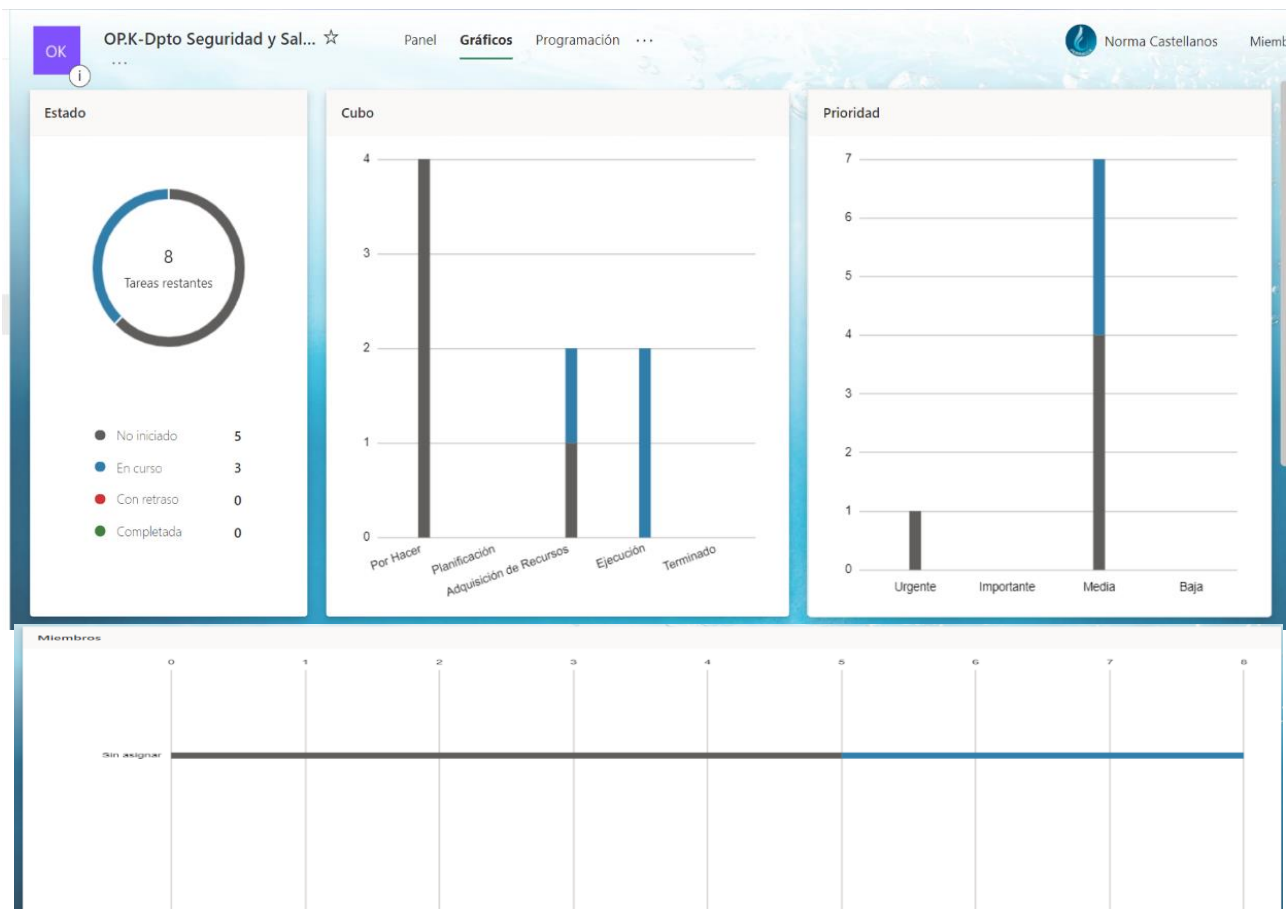 OK
i
OP.K-Dpto Seguridad y Sal... ☆
...
Panel Gráficos Programación ...
Norma Castellanos
Miemb
Estado
8
Tareas restantes
No iniciado 5
En curso 3
Con retraso 0
Completada 0
Cubo
4
3
2
1
0
Por Hacer
Planificación
Adquisición de Recursos
Ejecución
Terminado
Prioridad
7
6
5
4
3
2
1
0
Urgente Importante Media Baja
Miembros
0 1 2 3 4 5 6 7 8
Sin asignar